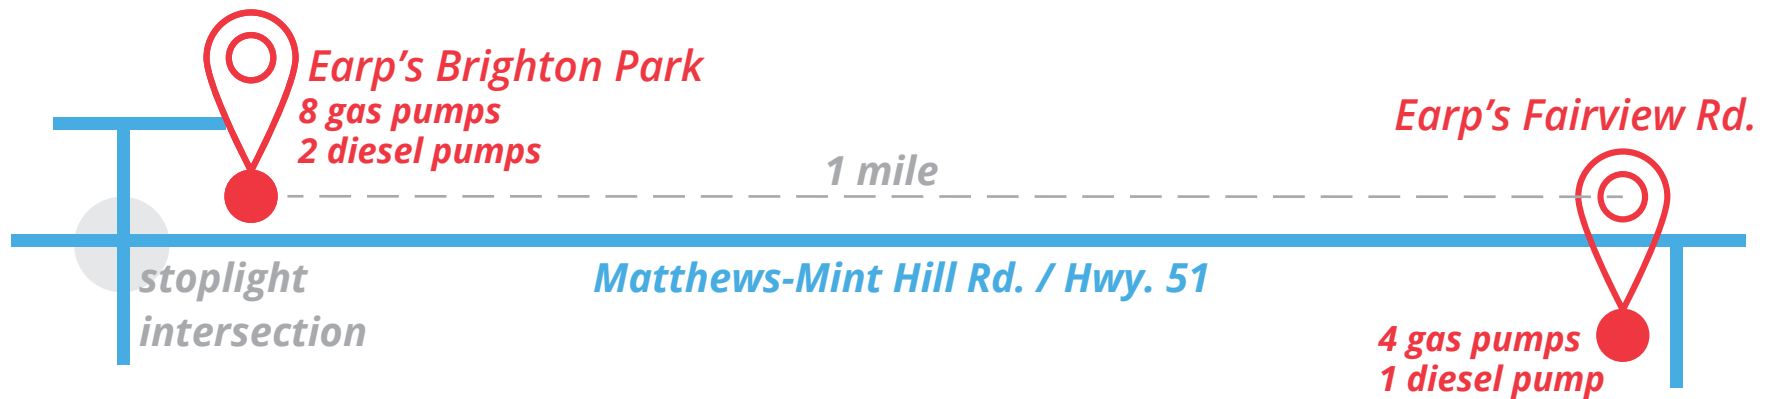 Earp’s Brighton Park
8 gas pumps
2 diesel pumps
Earp’s Fairview Rd.
1 mile
stoplight
intersection
Matthews-Mint Hill Rd. / Hwy. 51
4 gas pumps
1 diesel pump